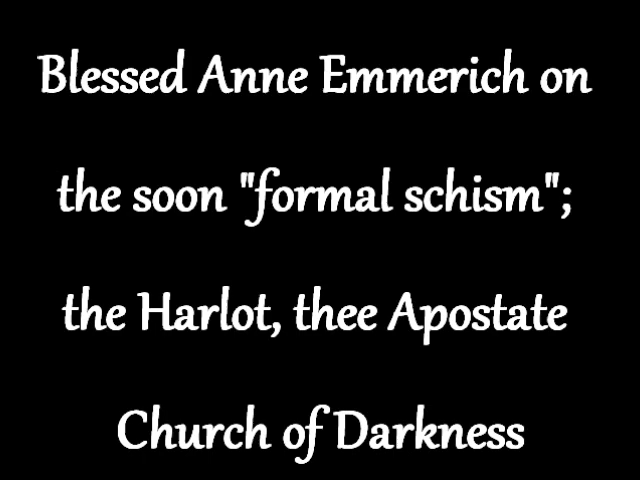 Blessed Anne Emmerich on
the soon "formal schism";
the Harlot, thee Apostate
Church of Darkness